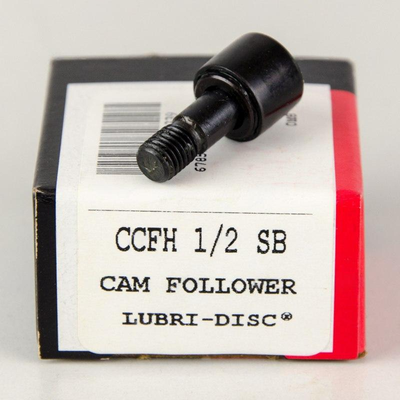 CCFH 1/2 SB
CAM FOLLOWER
LUBRI-DISC®